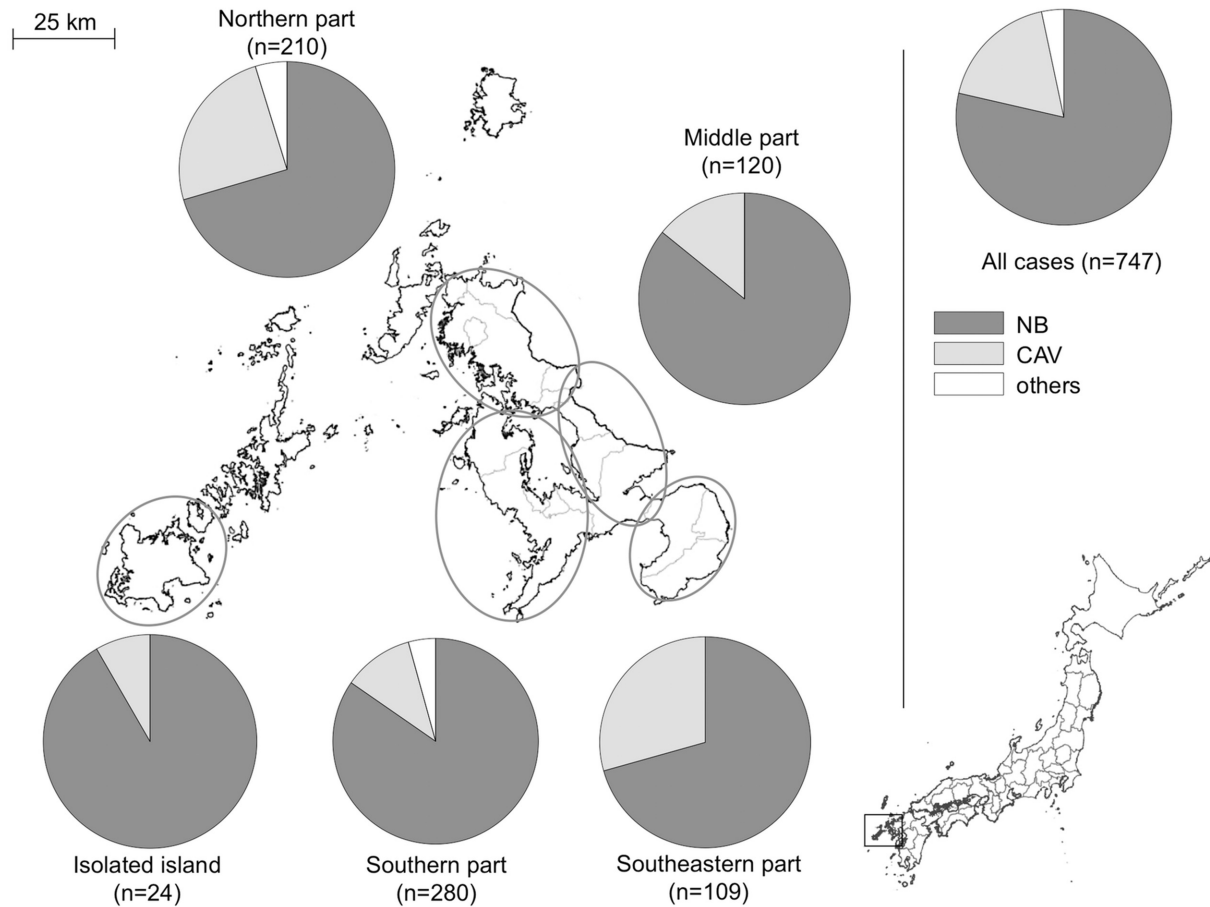 25 km
Northern part
(n=210)
Middle part
(n=120)
All cases (n=747)
NB
CAV
others
Isolated island
(n=24)
Southern part
(n=280)
Southeastern part
(n=109)